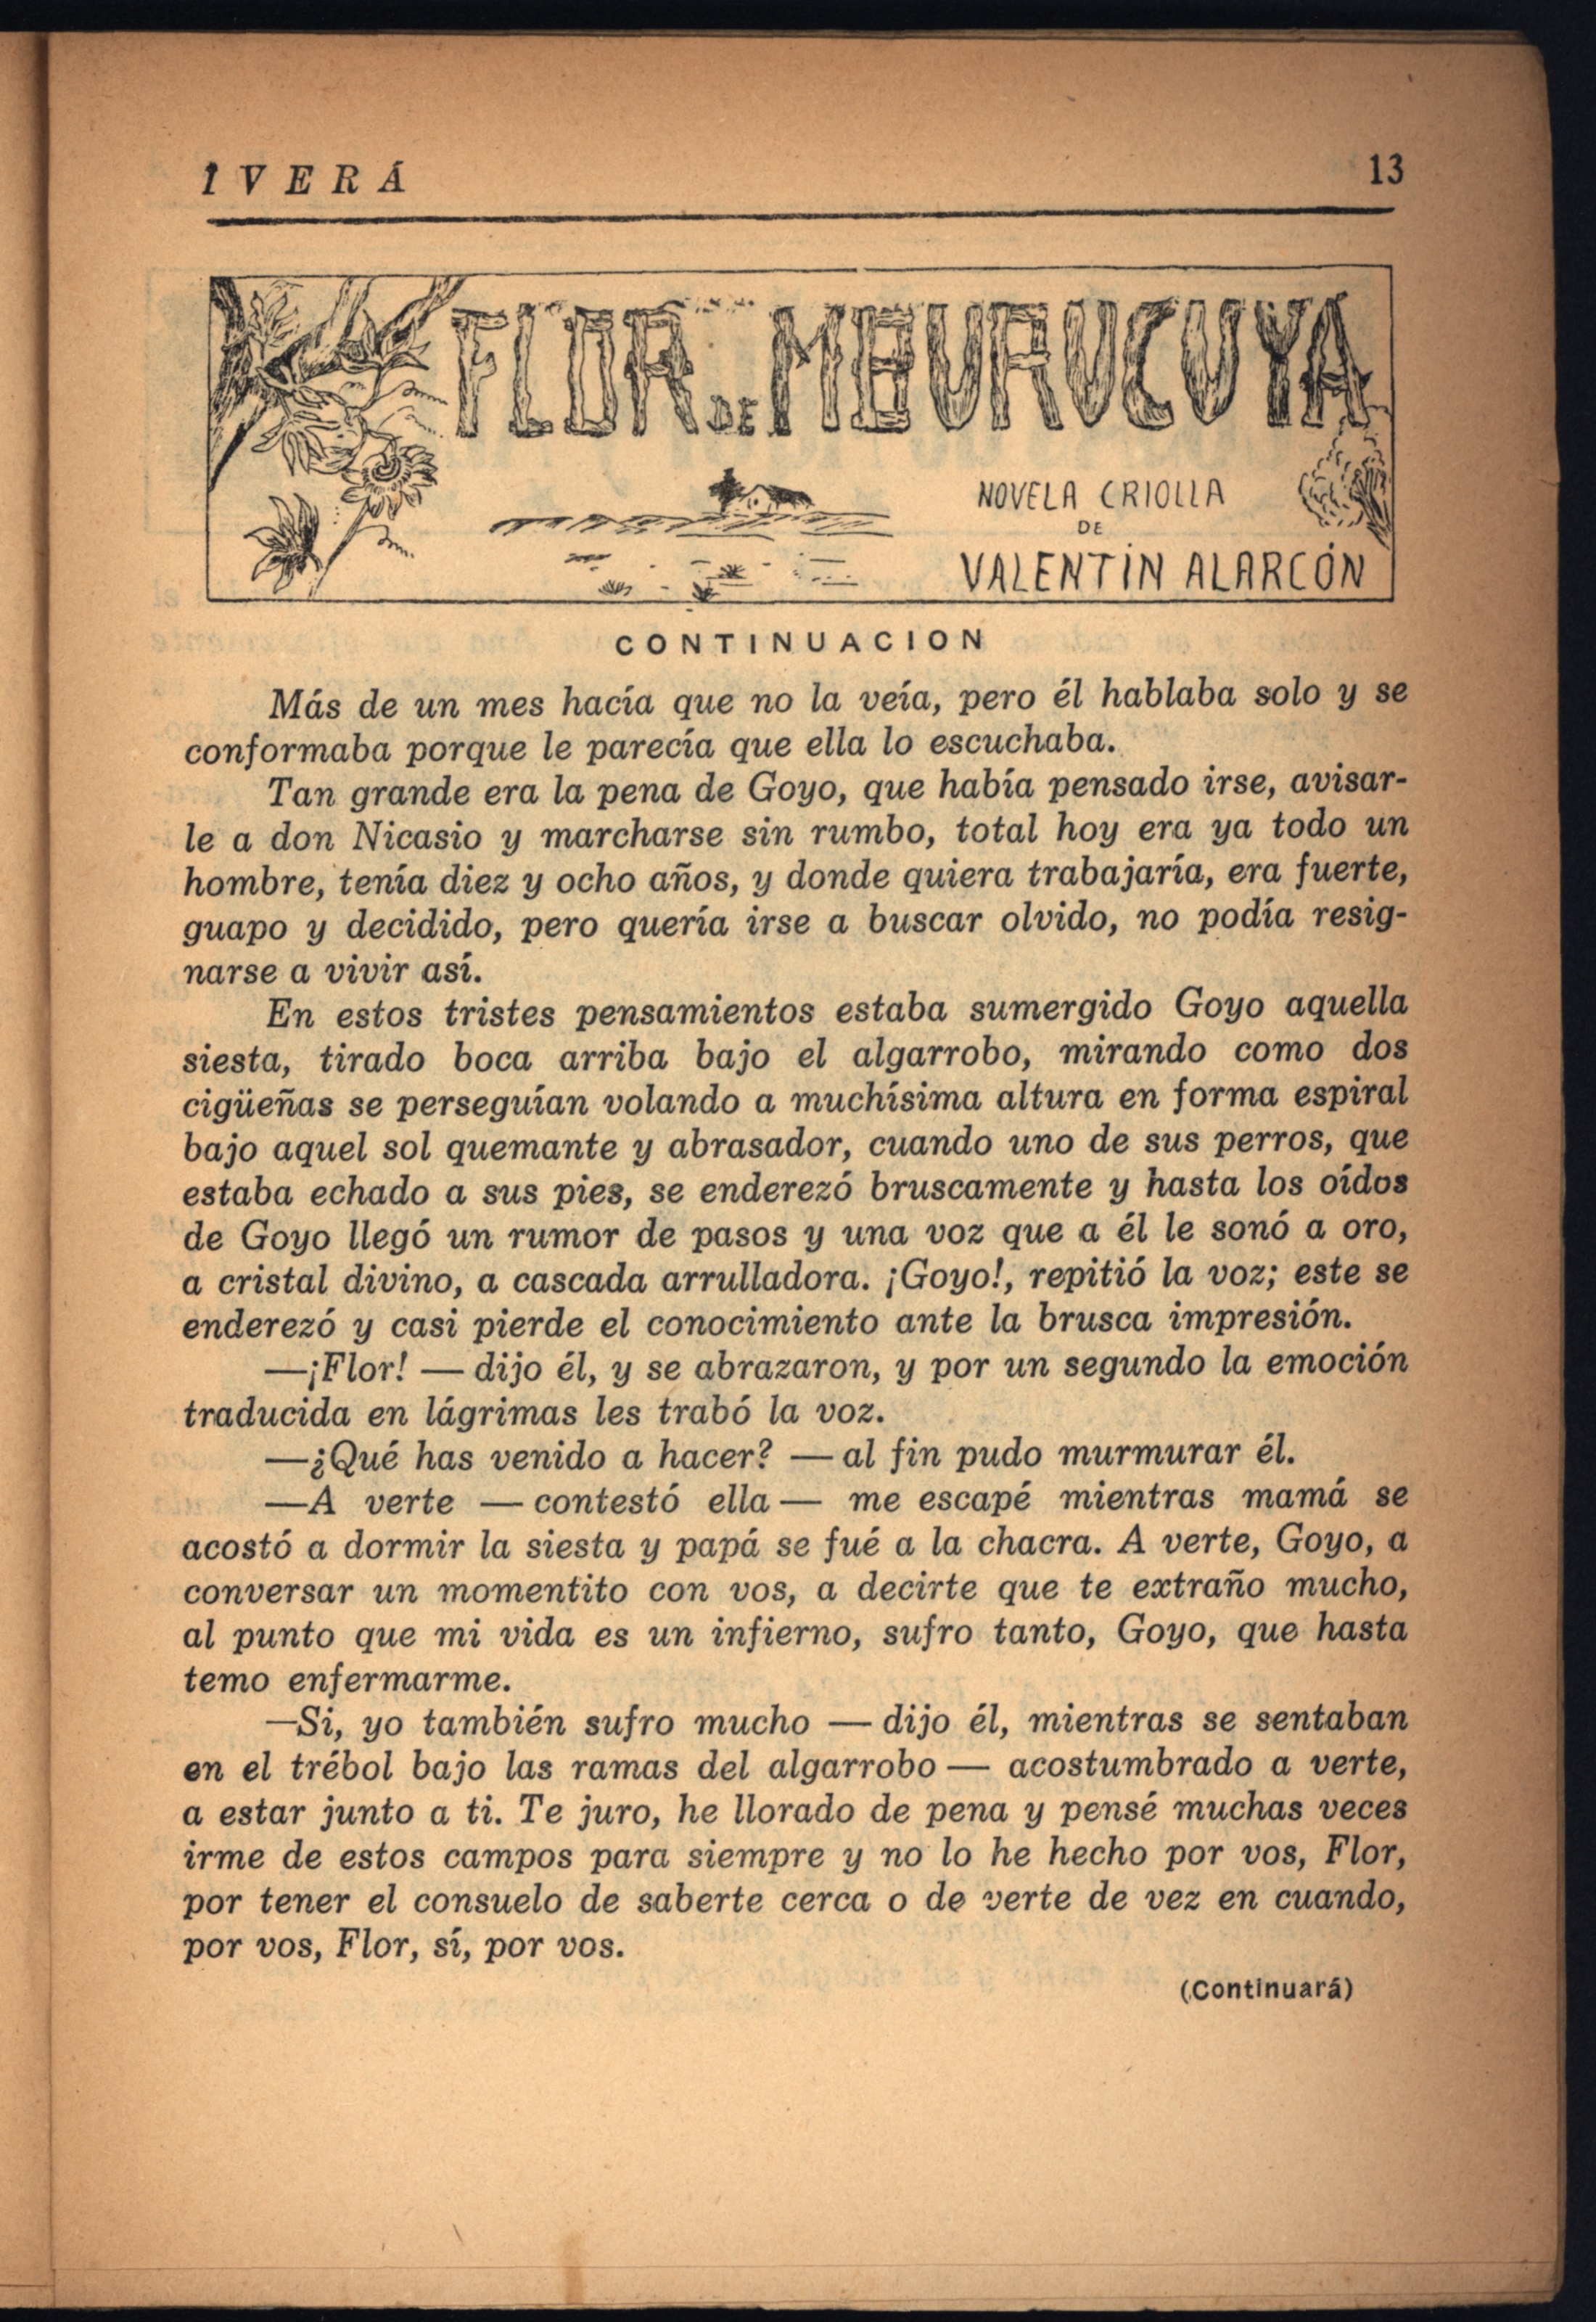 IVERÁ
13
FLOR DE MBURUCUYA
NOVELA CRIOLLA
DE
VALENTÍN ALARCÓN
CONTINUACION
Más de un mes hacía que no la veía, pero él hablaba solo y se
conformaba porque le parecía que ella lo escuchaba.
Tan grande era la pena de Goyo, que había pensado irse, avisar-
le a don Nicasio y marcharse sin rumbo, total hoy era ya todo un
hombre, tenía diez y ocho años, y donde quiera trabajaría, era fuerte,
guapo y decidido, pero quería irse a buscar olvido, no podía resig-
narse a vivir así.
En estos tristes pensamientos estaba sumergido Goyo aquella
siesta, tirado boca arriba bajo el algarrobo, mirando como dos
cigüeñas se perseguían volando a muchísima altura en forma espiral
bajo aquel sol quemante y abrasador, cuando uno de sus perros, que
estaba echado a sus pies, se enderezó bruscamente y hasta los oídos
de Goyo llegó un rumor de pasos y una voz que a él le sonó a oro,
a cristal divino, a cascada arrulladora. ¡Goyo!, repitió la voz; este se
enderezó y casi pierde el conocimiento ante la brusca impresión.
—¡Flor! — dijo él, y se abrazaron, y por un segundo la emoción
traducida en lágrimas les trabó la voz.
—¿Qué has venido a hacer? — al fin pudo murmurar él.
—A verte — contestó ella — me escapé mientras mamá se
acostó a dormir la siesta y papá se fué a la chacra. A verte, Goyo, a
conversar un momentito con vos, a decirte que te extraño mucho,
al punto que mi vida es un infierno, sufro tanto, Goyo, que hasta
temo enfermarme.
—Si, yo también sufro mucho — dijo él, mientras se sentaban
en el trébol bajo las ramas del algarrobo — acostumbrado a verte,
a estar junto a ti. Te juro, he llorado de pena y pensé muchas veces
irme de estos campos para siempre y no lo he hecho por vos, Flor,
por tener el consuelo de saberte cerca o de verte de vez en cuando,
por vos, Flor, sí, por vos.
(Continuará)